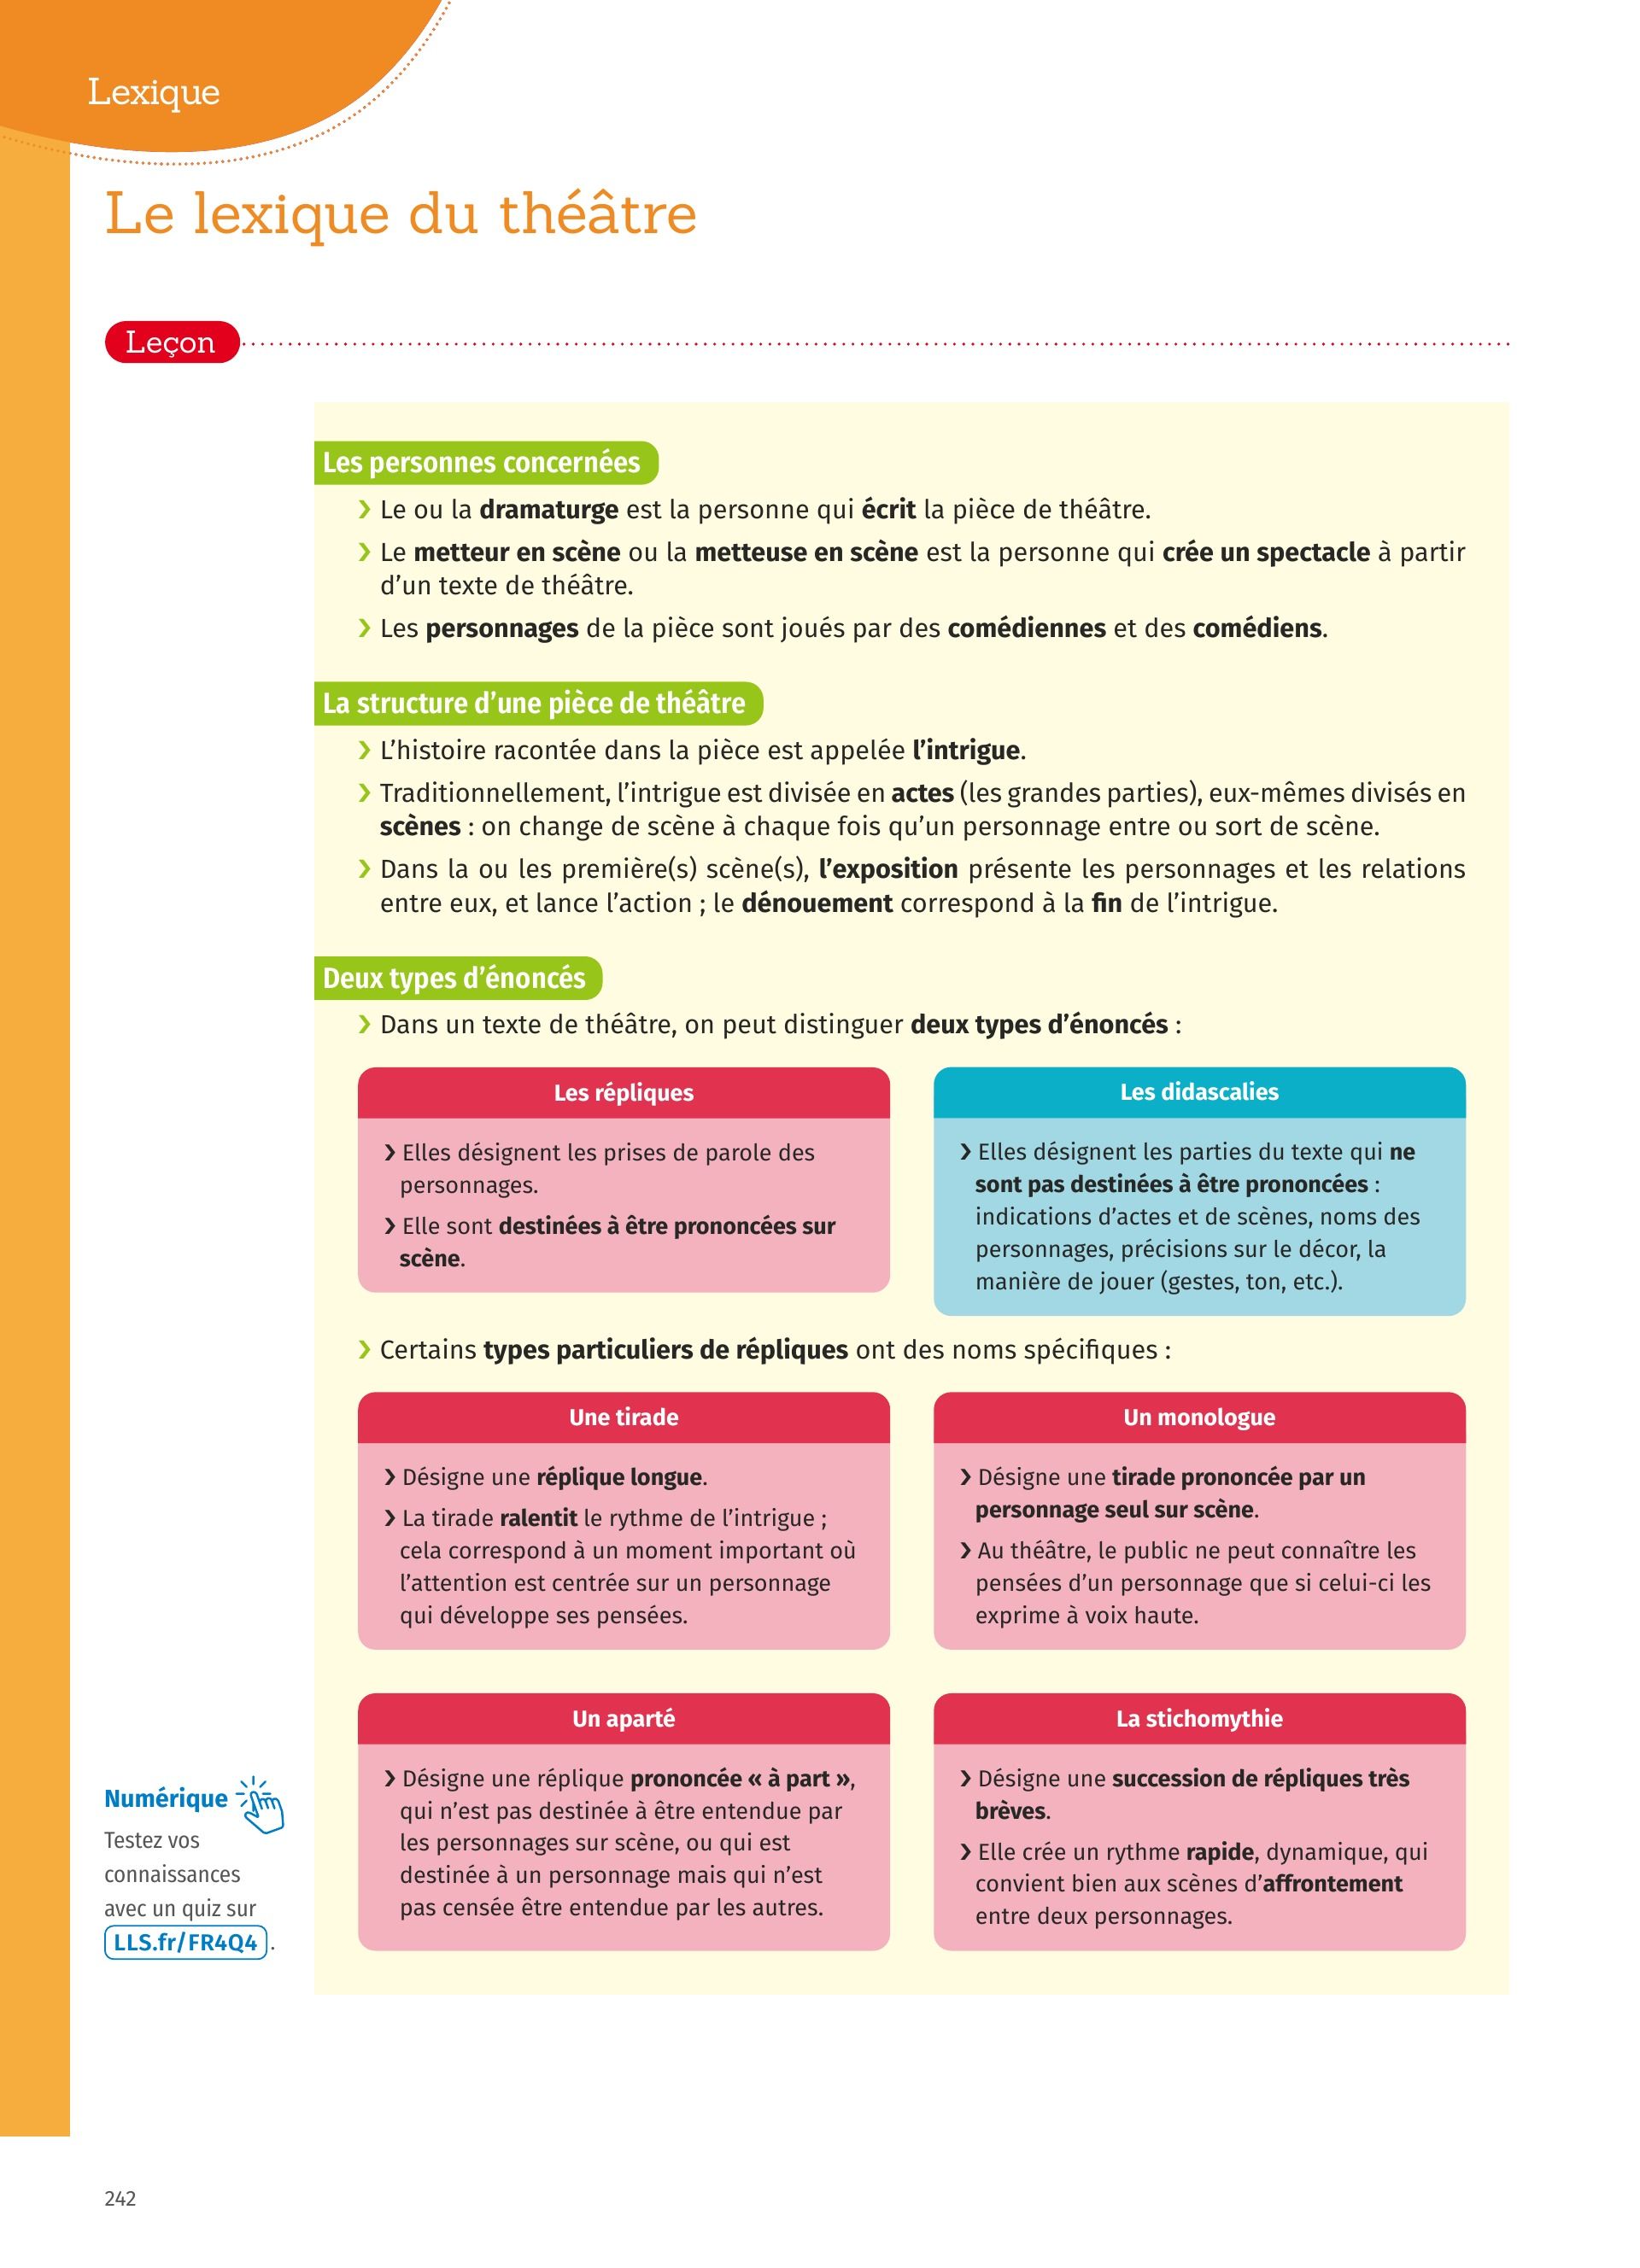 Lexique
Le lexique du théâtre
Leçon
Les personnes concernées
❯ Le ou la dramaturge est la personne qui écrit la pièce de théâtre.
❯ Le metteur en scène ou la metteuse en scène est la personne qui crée un spectacle à partir
d’un texte de théâtre.
❯ Les personnages de la pièce sont joués par des comédiennes et des comédiens.
La structure d’une pièce de théâtre
❯ L’histoire racontée dans la pièce est appelée l’intrigue.
❯ Traditionnellement, l’intrigue est divisée en actes (les grandes parties), eux-mêmes divisés en
scènes : on change de scène à chaque fois qu’un personnage entre ou sort de scène.
❯ Dans la ou les première(s) scène(s), l’exposition présente les personnages et les relations
entre eux, et lance l’action ; le dénouement correspond à la fin de l’intrigue.
Deux types d’énoncés
❯ Dans un texte de théâtre, on peut distinguer deux types d’énoncés :
Les répliques
❯ Elles désignent les prises de parole des
personnages.
❯ Elle sont destinées à être prononcées sur
scène.
Les didascalies
❯ Elles désignent les parties du texte qui ne
sont pas destinées à être prononcées :
indications d’actes et de scènes, noms des
personnages, précisions sur le décor, la
manière de jouer (gestes, ton, etc.).
❯ Certains types particuliers de répliques ont des noms spécifiques :
Une tirade
❯ Désigne une réplique longue.
❯ La tirade ralentit le rythme de l’intrigue ;
cela correspond à un moment important où
l’attention est centrée sur un personnage
qui développe ses pensées.
Un monologue
❯ Désigne une tirade prononcée par un
personnage seul sur scène.
❯ Au théâtre, le public ne peut connaître les
pensées d’un personnage que si celui-ci les
exprime à voix haute.
Un aparté
❯ Désigne une réplique prononcée « à part »,
qui n’est pas destinée à être entendue par
les personnages sur scène, ou qui est
destinée à un personnage mais qui n’est
pas censée être entendue par les autres.
La stichomythie
❯ Désigne une succession de répliques très
brèves.
❯ Elle crée un rythme rapide, dynamique, qui
convient bien aux scènes d’affrontement
entre deux personnages.
Numérique
Testez vos
connaissances
avec un quiz sur
LLS.fr/FR4Q4 .
242